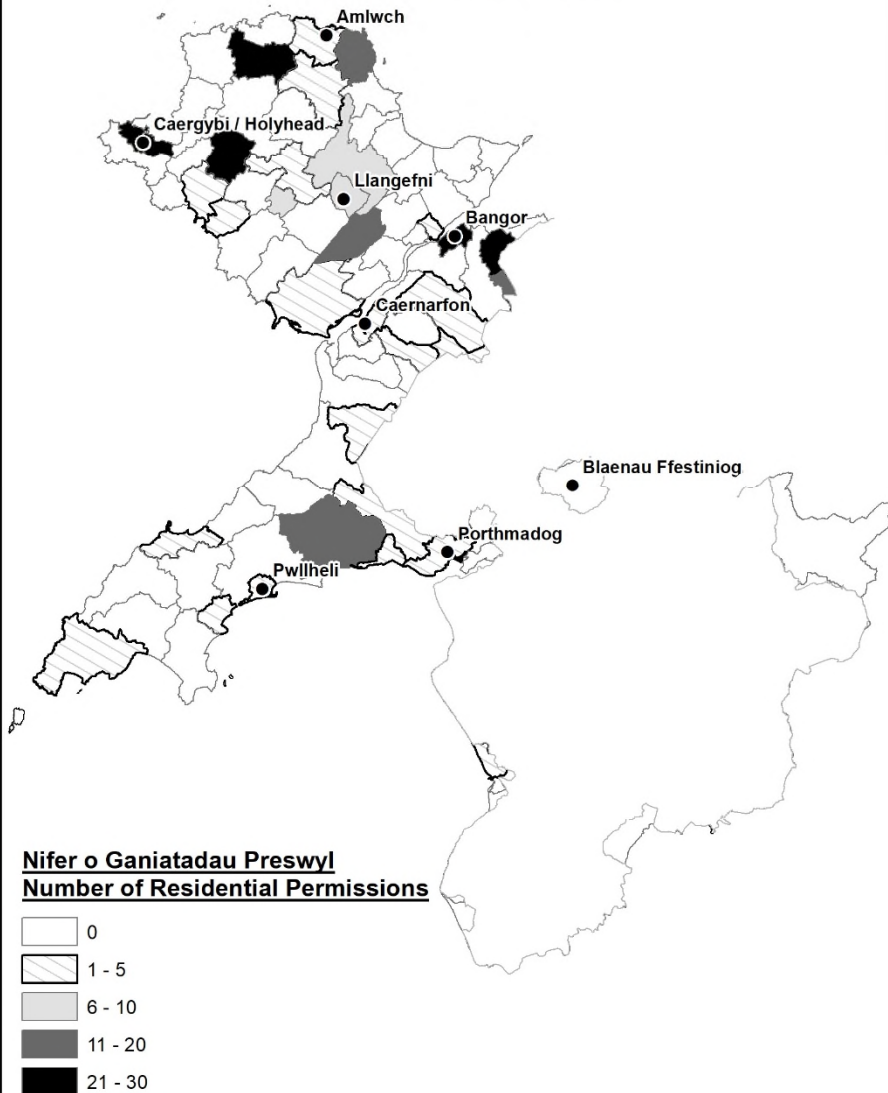 Amlwch
Caergybi / Holyhead
Llangefni
Bangor
Caernarfon
Blaenau Ffestiniog
Porthmadog
Pwllheli
Nifer o Ganiatadau Preswyl
Number of Residential Permissions
0
1 - 5
6 - 10
11 - 20
21 - 30